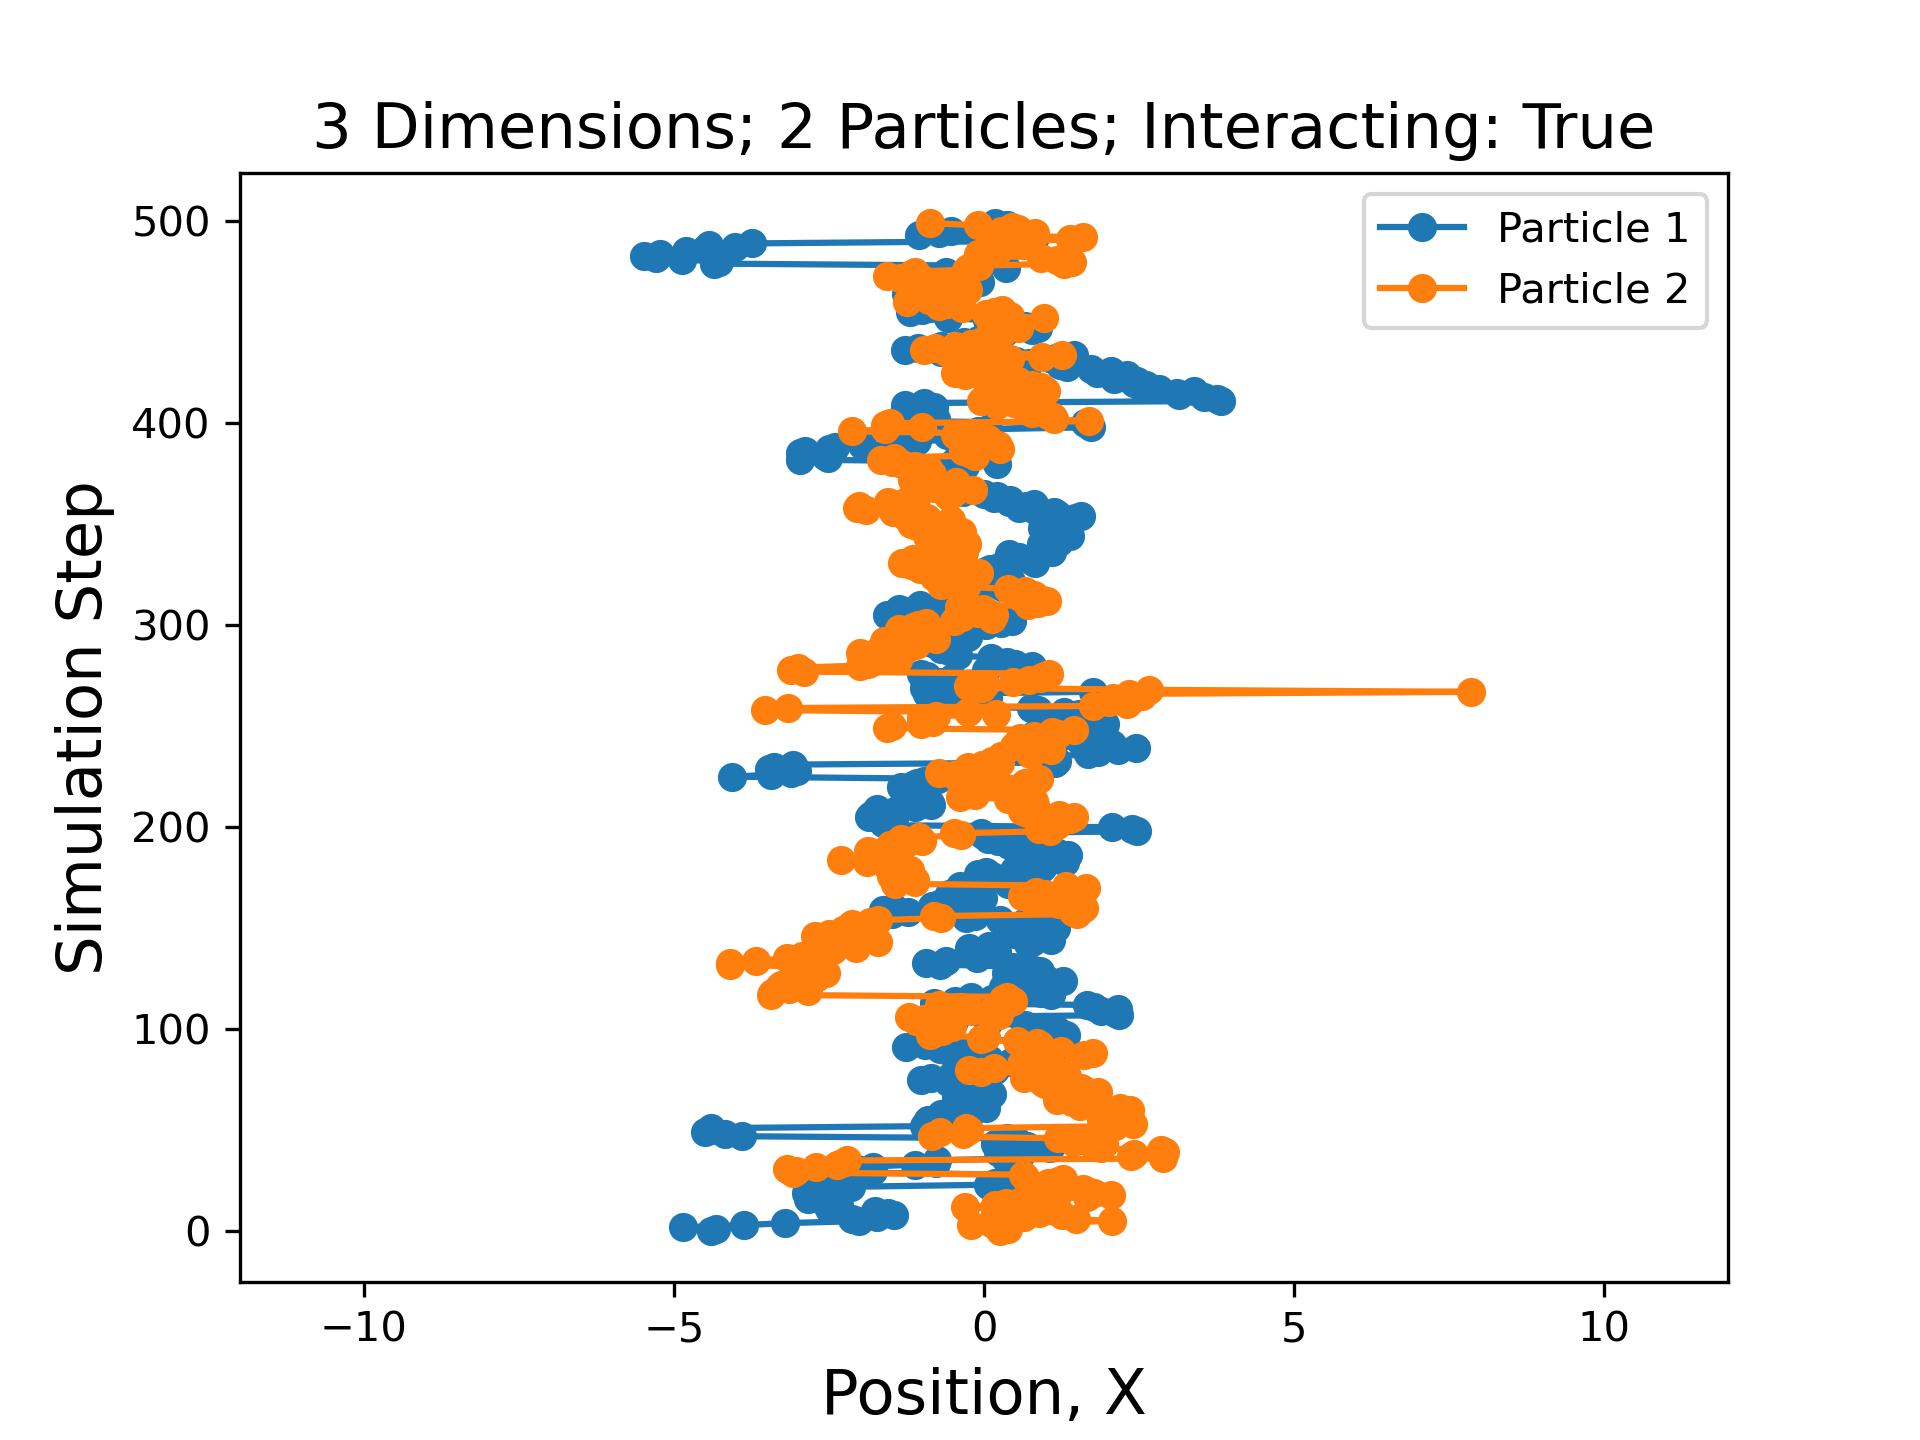 3 Dimensions; 2 Particles; Interacting: True
Particle 1
Particle 2
Simulation Step
500
400
300
200
100
0
−10
−5
0
5
10
Position, X